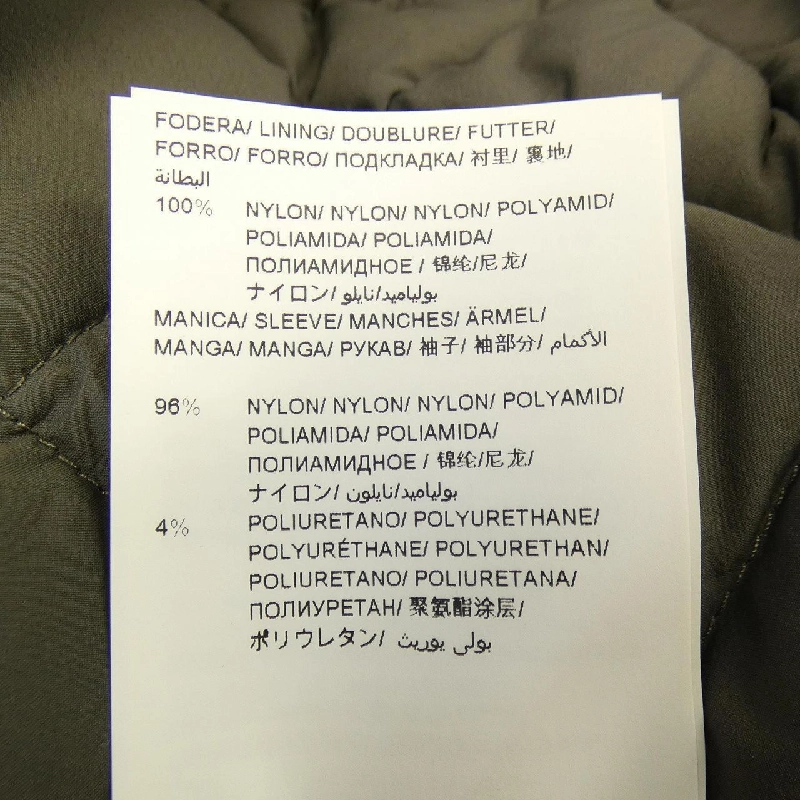 FODERA/ LINING/ DOUBLURE/ FUTTER/
FORRO/ FORRO/ ПОДКЛАДКА/ 衬里/ 裏地/
البطانة
100% NYLON/ NYLON/ NYLON/ POLYAMID/
POLIAMIDA/ POLIAMIDA/
ПОЛИАМИДНОЕ / 锦纶/尼龙/
ナイロン/ بولياميد/نايلو
MANICA/ SLEEVE/ MANCHES/ ÄRMEL/
MANGA/ MANGA/ РУКАВ/ 袖子/ 袖部分/ الأكمام
96% NYLON/ NYLON/ NYLON/ POLYAMID/
POLIAMIDA/ POLIAMIDA/
ПОЛИАМИДНОЕ / 锦纶/尼龙/
ナイロン/ بولياميد/نايلون
4% POLIURETANO/ POLYURETHANE/
POLYURÉTHANE/ POLYURETHAN/
POLIURETANO/ POLIURETANA/
ПОЛИУРЕТАН/ 聚氨酯涂层/
ポリウレタン/ بولي يوريث